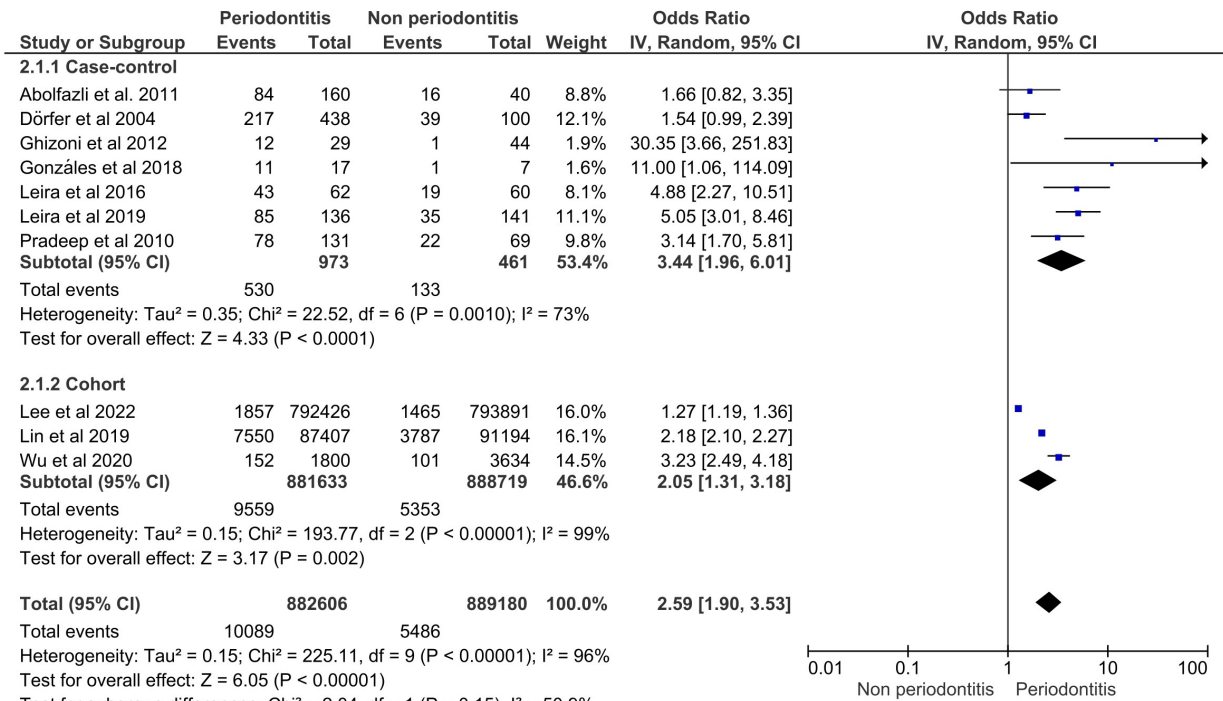 Periodontitis Non periodontitis Odds Ratio Odds Ratio
Study or Subgroup Events Total Events Total Weight IV, Random, 95% CI IV, Random, 95% CI
2.1.1 Case-control
Abolfazli et al. 2011 84 160 16 40 8.8% 1.66 [0.82, 3.35]
Dörfer et al 2004 217 438 39 100 12.1% 1.54 [0.99, 2.39]
Ghizoni et al 2012 12 29 1 44 1.9% 30.35 [3.66, 251.83]
Gonzáles et al 2018 11 17 1 7 1.6% 11.00 [1.06, 114.09]
Leira et al 2016 43 62 19 60 8.1% 4.88 [2.27, 10.51]
Leira et al 2019 85 136 35 141 11.1% 5.05 [3.01, 8.46]
Pradeep et al 2010 78 131 22 69 9.8% 3.14 [1.70, 5.81]
Subtotal (95% CI) 973 461 53.4% 3.44 [1.96, 6.01]
Total events 530 133
Heterogeneity: Tau² = 0.35; Chi² = 22.52, df = 6 (P = 0.0010); I² = 73%
Test for overall effect: Z = 4.33 (P < 0.0001)
2.1.2 Cohort
Lee et al 2022 1857 792426 1465 793891 16.0% 1.27 [1.19, 1.36]
Lin et al 2019 7550 87407 3787 91194 16.1% 2.18 [2.10, 2.27]
Wu et al 2020 152 1800 101 3634 14.5% 3.23 [2.49, 4.18]
Subtotal (95% CI) 881633 888719 46.6% 2.05 [1.31, 3.18]
Total events 9559 5353
Heterogeneity: Tau² = 0.15; Chi² = 193.77, df = 2 (P < 0.00001); I² = 99%
Test for overall effect: Z = 3.17 (P = 0.002)
Total (95% CI) 882606 889180 100.0% 2.59 [1.90, 3.53]
Total events 10089 5486
Heterogeneity: Tau² = 0.15; Chi² = 225.11, df = 9 (P < 0.00001); I² = 96%
Test for overall effect: Z = 6.05 (P < 0.00001)
0.01 0.1 1 10 100
Non periodontitis Periodontitis